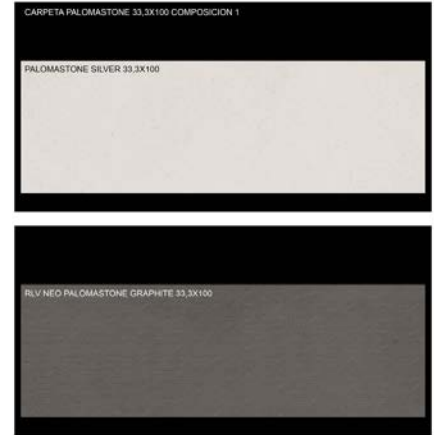 CARPETA PALOMASTONE 33,3X100 COMPOSICION 1
PALOMASTONE SILVER 33,3X100
RLV NEO PALOMASTONE GRAPHITE 33,3X100